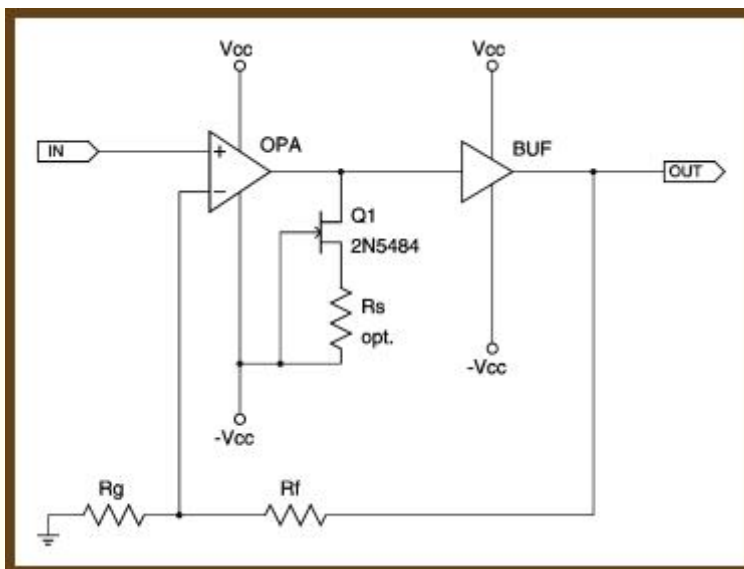 Vcc
Vcc
IN
+
OPA
−
BUF
OUT
Q1
2N5484
Rs
opt.
-Vcc
-Vcc
Rg
Rf